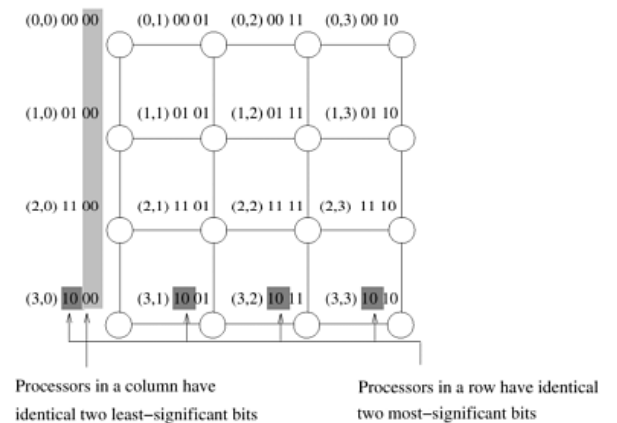 (0,0) 00 00 (0,1) 00 01 (0,2) 00 11 (0,3) 00 10
(1,0) 01 00 (1,1) 01 01 (1,2) 01 11 (1,3) 01 10
(2,0) 11 00 (2,1) 11 01 (2,2) 11 11 (2,3) 11 10
(3,0) 10 00 (3,1) 10 01 (3,2) 10 11 (3,3) 10 10
Processors in a column have
identical two least−significant bits
Processors in a row have identical
two most−significant bits